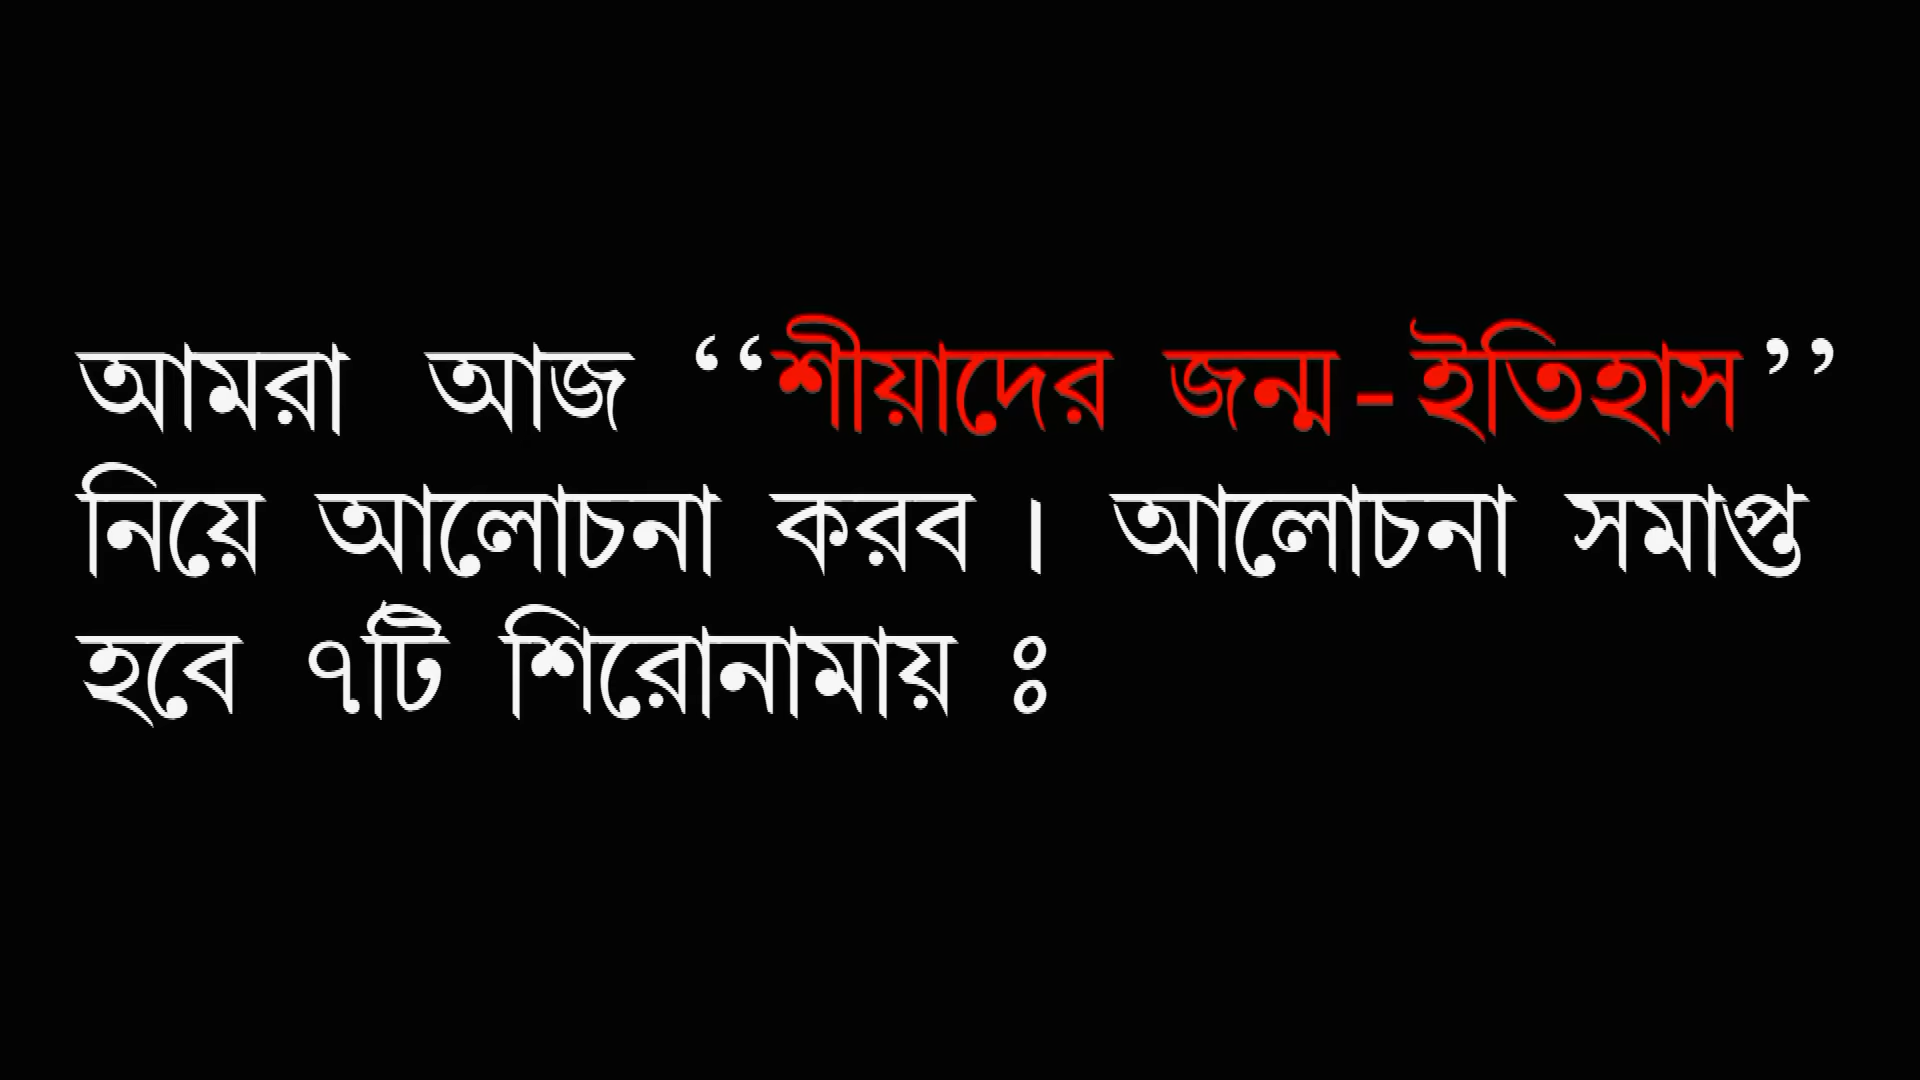 আমরা আজ ‘‘শীয়াদের জন্ম-ইতিহাস’’
নিয়ে আলোচনা করব। আলোচনা সমাপ্ত
হবে ৭টি শিরোনামায় ঃ